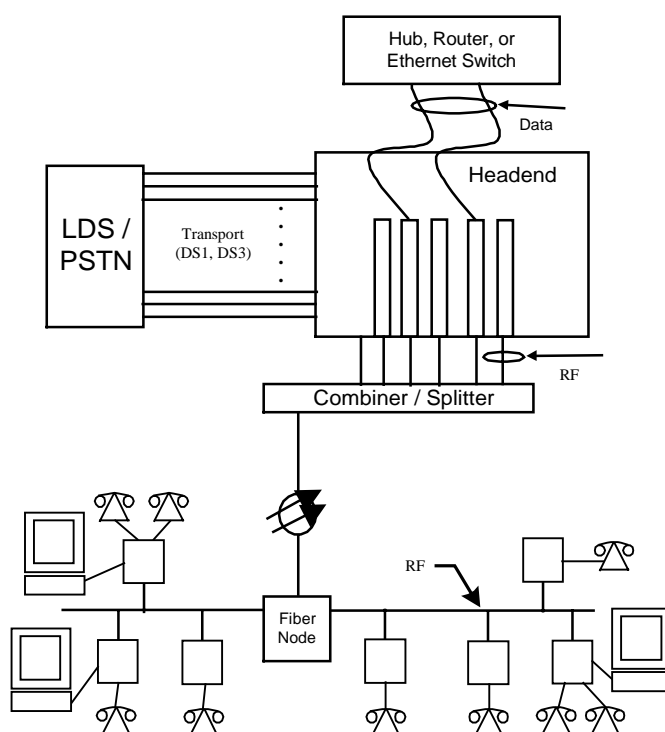 Hub, Router, or
Ethernet Switch
Data
Headend
LDS /
PSTN
Transport
(DS1, DS3)
RF
Combiner / Splitter
RF
Fiber
Node